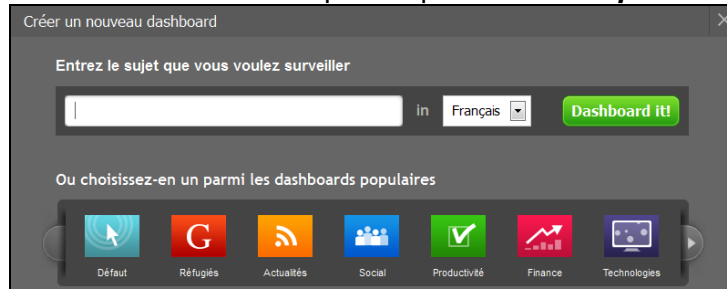 Créer un nouveau dashboard
Entrez le sujet que vous voulez surveiller
in Français Dashboard it!
Ou choisissez-en un parmi les dashboards populaires
G
Défaut Réfugiés Actualités Social Productivité Finance Technologies